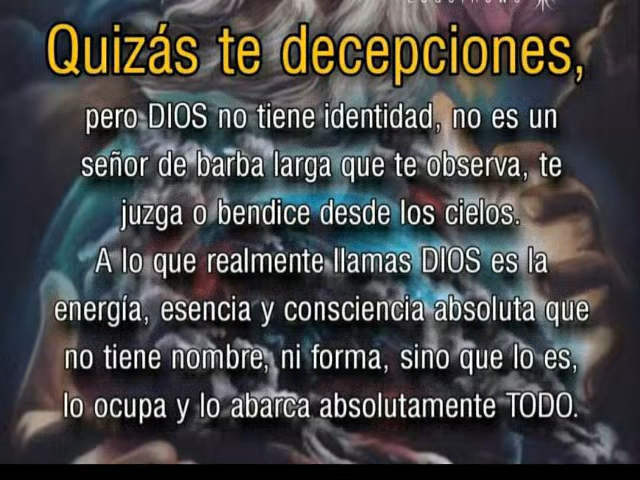 Quizás te decepciones,
pero DIOS no tiene identidad, no es un
señor de barba larga que te observa, te
juzga o bendice desde los cielos.
A lo que realmente llamas DIOS es la
energía, esencia y consciencia absoluta que
no tiene nombre, ni forma, sino que lo es,
lo ocupa y lo abarca absolutamente TODO.